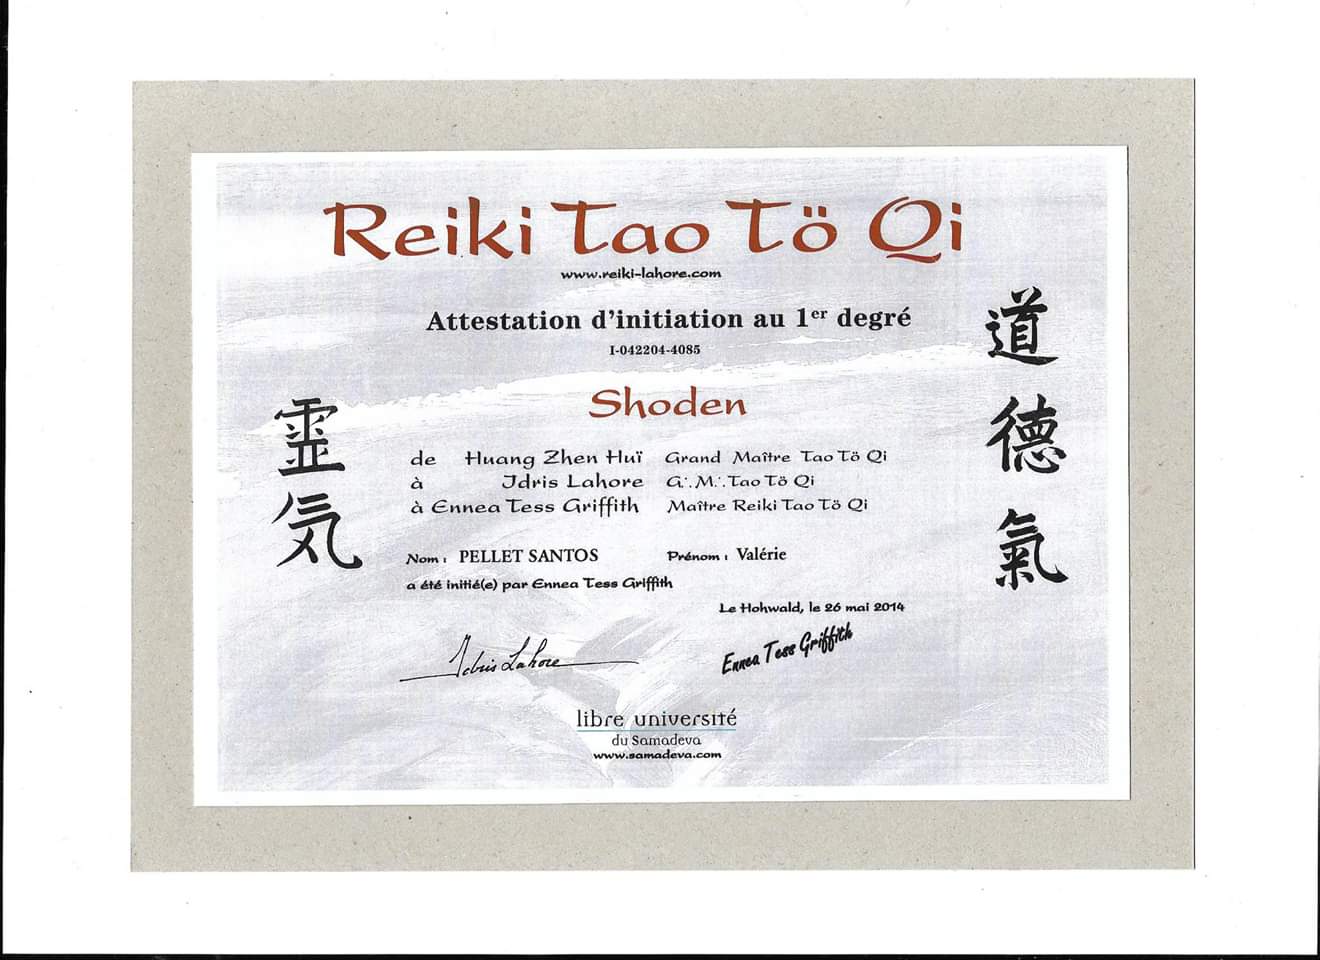 Reiki Tao Tö Qi
www.reiki-lahore.com
Attestation d'initiation au 1er degré
I-042204-4085
Shoden
de Huang Zhen Huï Grand Maître Tao Tö Qi
à Idris Lahore G∴M∴Tao Tö Qi
à Ennea Tess Griffith Maître Reiki Tao Tö Qi
Nom : PELLET SANTOS Prénom : Valérie
a été initié(e) par Ennea Tess Griffith
Le Hohwald, le 26 mai 2014
Idris Lahore
Ennea Tess Griffith
libre université
du Samadeva
www.samadeva.com
霊気
道德氣